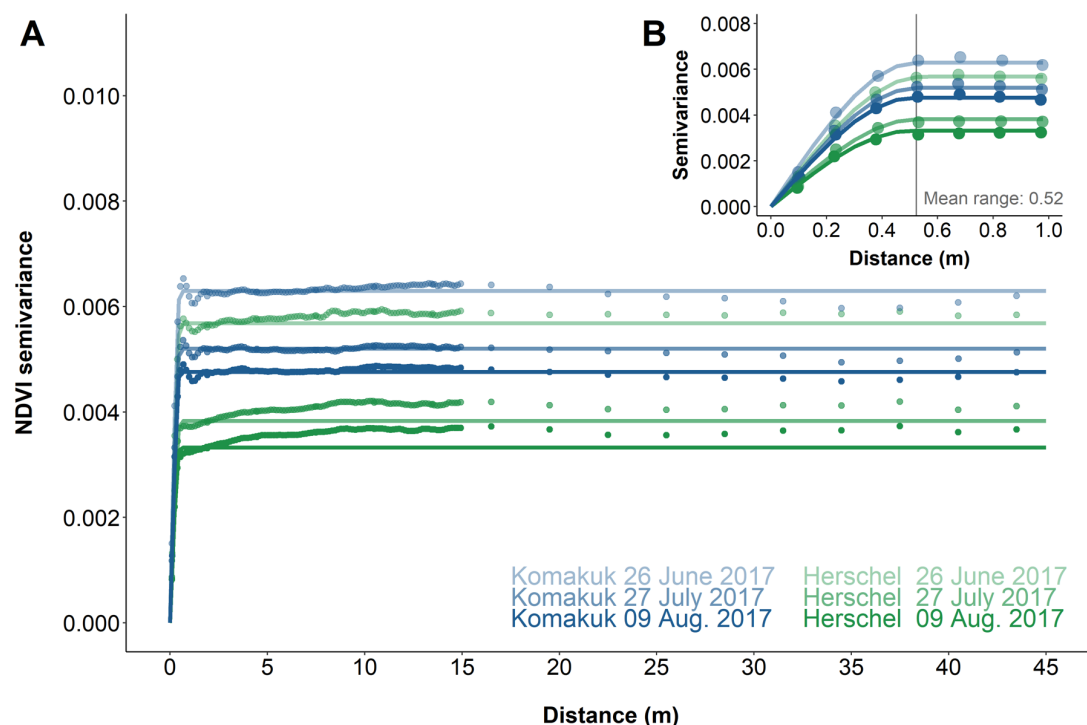 A
NDVI semivariance
0.010
0.008
0.006
0.004
0.002
0.000
0 5 10 15 20 25 30 35 40 45
Distance (m)
Komakuk 26 June 2017
Komakuk 27 July 2017
Komakuk 09 Aug. 2017
Herschel 26 June 2017
Herschel 27 July 2017
Herschel 09 Aug. 2017
B
Semivariance
0.008
0.006
0.004
0.002
0.000
Mean range: 0.52
0.0 0.2 0.4 0.6 0.8 1.0
Distance (m)